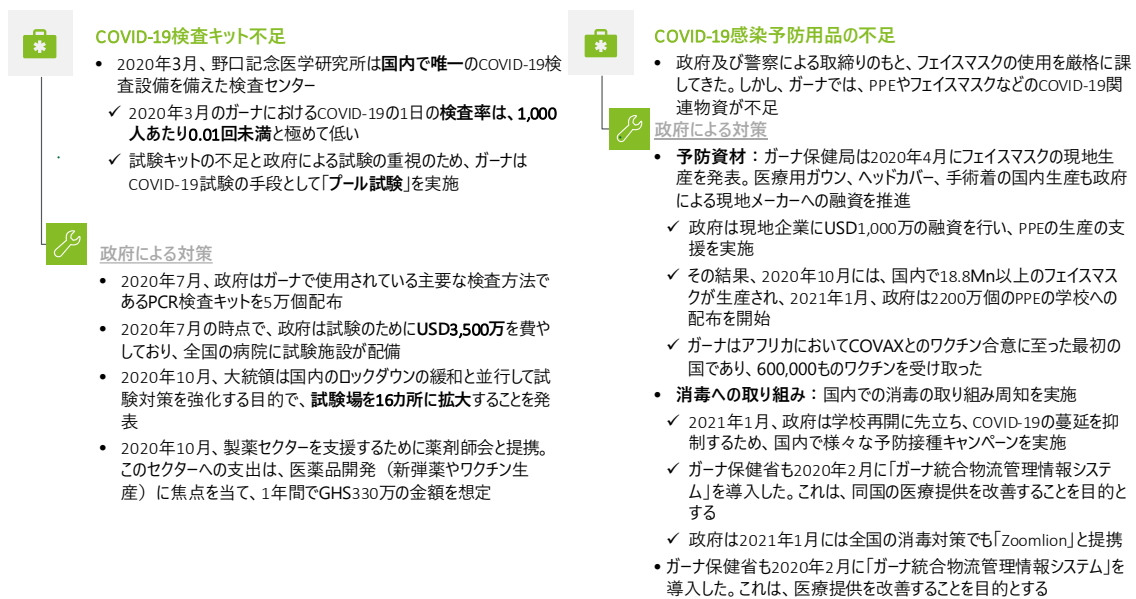 COVID-19検査キット不足
• 2020年3月、野口記念医学研究所は国内で唯一のCOVID-19検
査設備を備えた検査センター
✓ 2020年3月のガーナにおけるCOVID-19の1日の検査率は、1,000
人あたり0.01回未満と極めて低い
✓ 試験キットの不足と政府による試験の重視のため、ガーナは
COVID-19試験の手段として「プール試験」を実施
政府による対策
• 2020年7月、政府はガーナで使用されている主要な検査方法で
あるPCR検査キットを5万個配布
• 2020年7月の時点で、政府は試験のためにUSD3,500万を費や
しており、全国の病院に試験施設が配備
• 2020年10月、大統領は国内のロックダウンの緩和と並行して試
験対策を強化する目的で、試験場を16カ所に拡大することを発
表
• 2020年10月、製薬セクターを支援するために薬剤師会と提携。
このセクターへの支出は、医薬品開発（新弾薬やワクチン生
産）に焦点を当て、1年間でGHS330万の金額を想定
COVID-19感染予防用品の不足
• 政府及び警察による取締りのもと、フェイスマスクの使用を厳格に課
してきた。しかし、ガーナでは、PPEやフェイスマスクなどのCOVID-19関
連物資が不足
政府による対策
• 予防資材：ガーナ保健局は2020年4月にフェイスマスクの現地生
産を発表。医療用ガウン、ヘッドカバー、手術着の国内生産も政府
による現地メーカーへの融資を推進
✓ 政府は現地企業にUSD1,000万の融資を行い、PPEの生産の支
援を実施
✓ その結果、2020年10月には、国内で18.8Mn以上のフェイスマス
クが生産され、2021年1月、政府は2200万個のPPEの学校への
配布を開始
✓ ガーナはアフリカにおいてCOVAXとのワクチン合意に至った最初の
国であり、600,000ものワクチンを受け取った
• 消毒への取り組み：国内での消毒の取り組み周知を実施
✓ 2021年1月、政府は学校再開に先立ち、COVID-19の蔓延を抑
制するため、国内で様々な予防接種キャンペーンを実施
✓ ガーナ保健省も2020年2月に「ガーナ統合物流管理情報システ
ム」を導入した。これは、同国の医療提供を改善することを目的と
する
✓ 政府は2021年1月には全国の消毒対策でも「Zoomlion」と提携
• ガーナ保健省も2020年2月に「ガーナ統合物流管理情報システム」を
導入した。これは、医療提供を改善することを目的とする